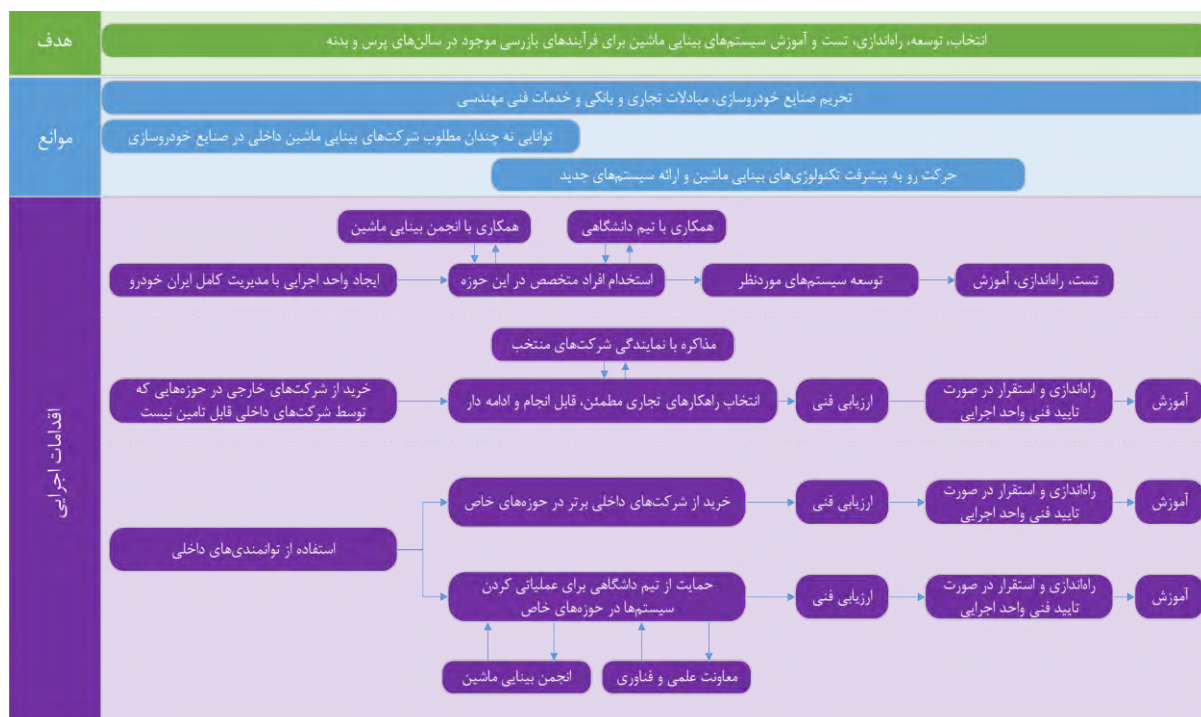 هدف
انتخاب، توسعه، راه‌اندازی، تست و آموزش سیستم‌های بینایی ماشین برای فرآیندهای بازرسی موجود در سالن‌های پرس و بدنه
موانع
تحریم صنایع خودروسازی، مبادلات تجاری و بانکی و خدمات فنی مهندسی
توانایی نه چندان مطلوب شرکت‌های بینایی ماشین داخلی در صنایع خودروسازی
حرکت رو به پیشرفت تکنولوژی‌های بینایی ماشین و ارائه سیستم‌های جدید
اقدامات اجرایی
همکاری با انجمن بینایی ماشین
همکاری با تیم دانشگاهی
ایجاد واحد اجرایی با مدیریت کامل ایران خودرو
استخدام افراد متخصص در این حوزه
توسعه سیستم‌های موردنظر
تست، راه‌اندازی، آموزش
مذاکره با نمایندگی شرکت‌های منتخب
خرید از شرکت‌های خارجی در حوزه‌هایی که
توسط شرکت‌های داخلی قابل تامین نیست
انتخاب راهکارهای تجاری مطمئن، قابل انجام و ادامه دار
ارزیابی فنی
راه‌اندازی و استقرار در صورت
تایید فنی واحد اجرایی
آموزش
استفاده از توانمندی‌های داخلی
خرید از شرکت‌های داخلی برتر در حوزه‌های خاص
ارزیابی فنی
راه‌اندازی و استقرار در صورت
تایید فنی واحد اجرایی
آموزش
حمایت از تیم داشگاهی برای عملیاتی کردن
سیستم‌ها در حوزه‌های خاص
ارزیابی فنی
راه‌اندازی و استقرار در صورت
تایید فنی واحد اجرایی
آموزش
انجمن بینایی ماشین
معاونت علمی و فناوری